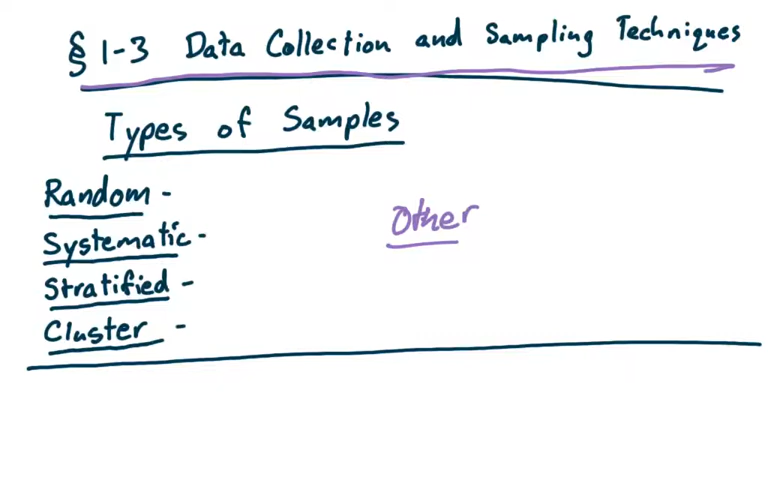 § 1-3 Data Collection and Sampling Techniques
Types of Samples
Random -
Other
Systematic -
Stratified -
Cluster -